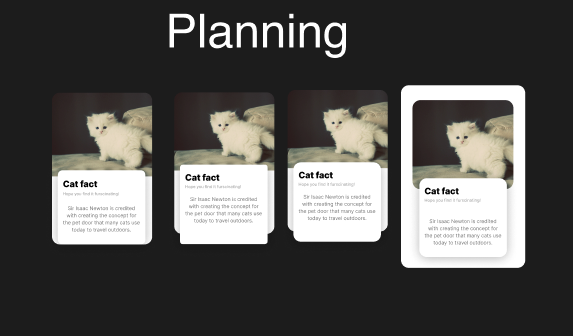 Planning
Cat fact
Hope you find it furscinating!
Sir Isaac Newton is credited
with creating the concept for
the pet door that many cats use
today to travel outdoors.
Cat fact
Hope you find it furscinating!
Sir Isaac Newton is credited
with creating the concept for
the pet door that many cats use
today to travel outdoors.
Cat fact
Hope you find it furscinating!
Sir Isaac Newton is credited
with creating the concept for
the pet door that many cats use
today to travel outdoors.
Cat fact
Hope you find it furscinating!
Sir Isaac Newton is credited
with creating the concept for
the pet door that many cats use
today to travel outdoors.